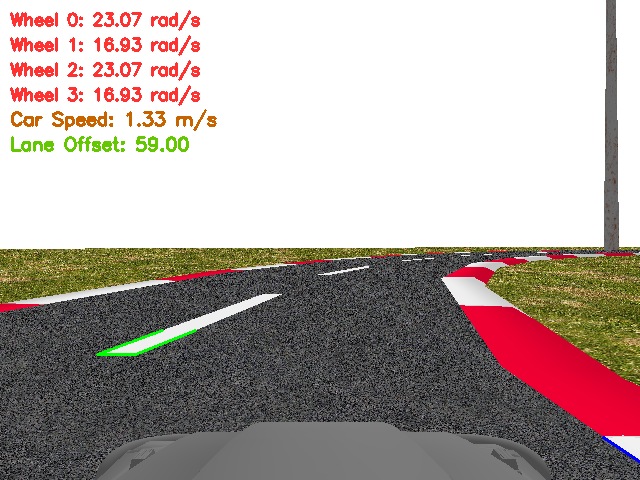 Wheel 0: 23.07 rad/s
Wheel 1: 16.93 rad/s
Wheel 2: 23.07 rad/s
Wheel 3: 16.93 rad/s
Car Speed: 1.33 m/s
Lane Offset: 59.00